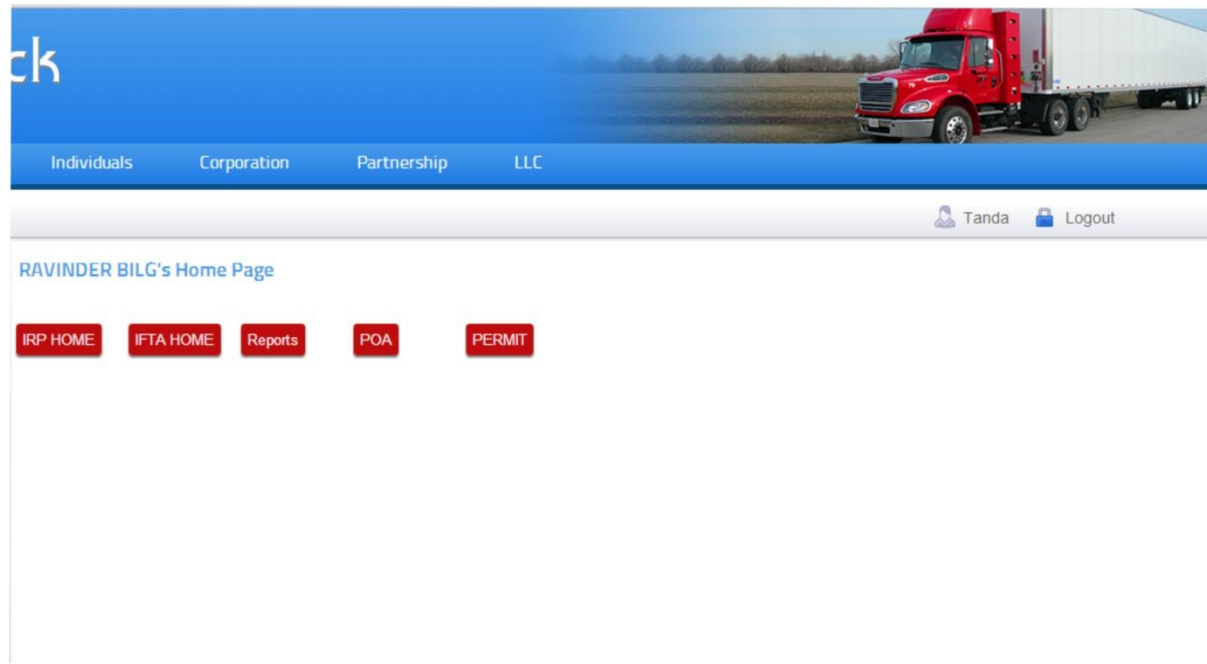 ck
Individuals Corporation Partnership LLC
Tanda Logout
RAVINDER BILG's Home Page
IRP HOME IFTA HOME Reports POA PERMIT